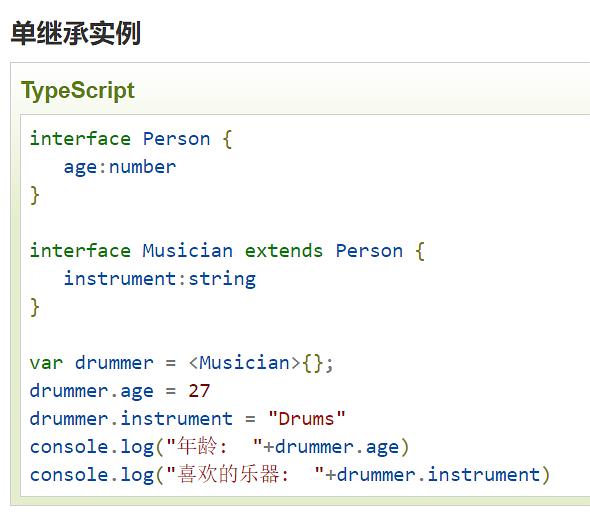 单继承实例
TypeScript
interface Person {
   age:number
}
interface Musician extends Person {
   instrument:string
}
var drummer = <Musician>{};
drummer.age = 27
drummer.instrument = "Drums"
console.log("年龄:  "+drummer.age)
console.log("喜欢的乐器:  "+drummer.instrument)